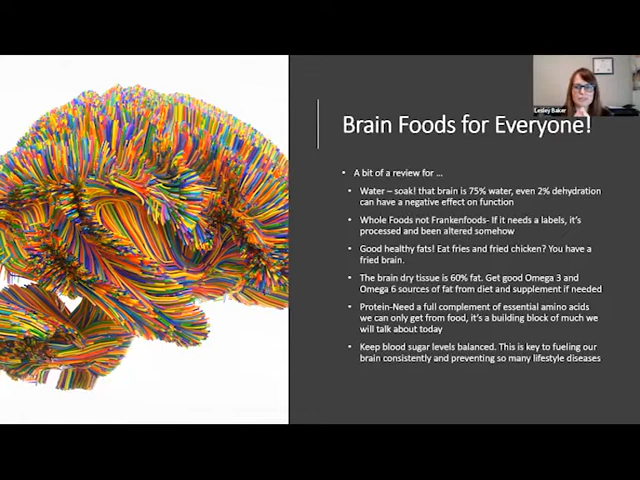 Lesley Baker
Brain Foods for Everyone!
• A bit of a review for ...
• Water – soak! that brain is 75% water, even 2% dehydration
can have a negative effect on function
• Whole Foods not Frankenfoods- If it needs a labels, it's
processed and been altered somehow
• Good healthy fats! Eat fries and fried chicken? You have a
fried brain.
• The brain dry tissue is 60% fat. Get good Omega 3 and
Omega 6 sources of fat from diet and supplement if needed
• Protein-Need a full complement of essential amino acids
we can only get from food, it's a building block of much we
will talk about today
• Keep blood sugar levels balanced. This is key to fueling our
brain consistently and preventing so many lifestyle diseases